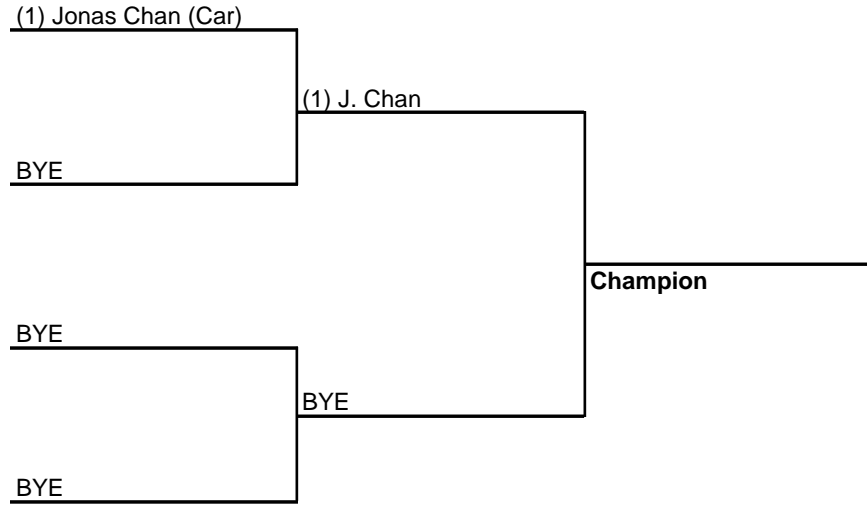 (1) Jonas Chan (Car)
(1) J. Chan
BYE
Champion
BYE
BYE
BYE